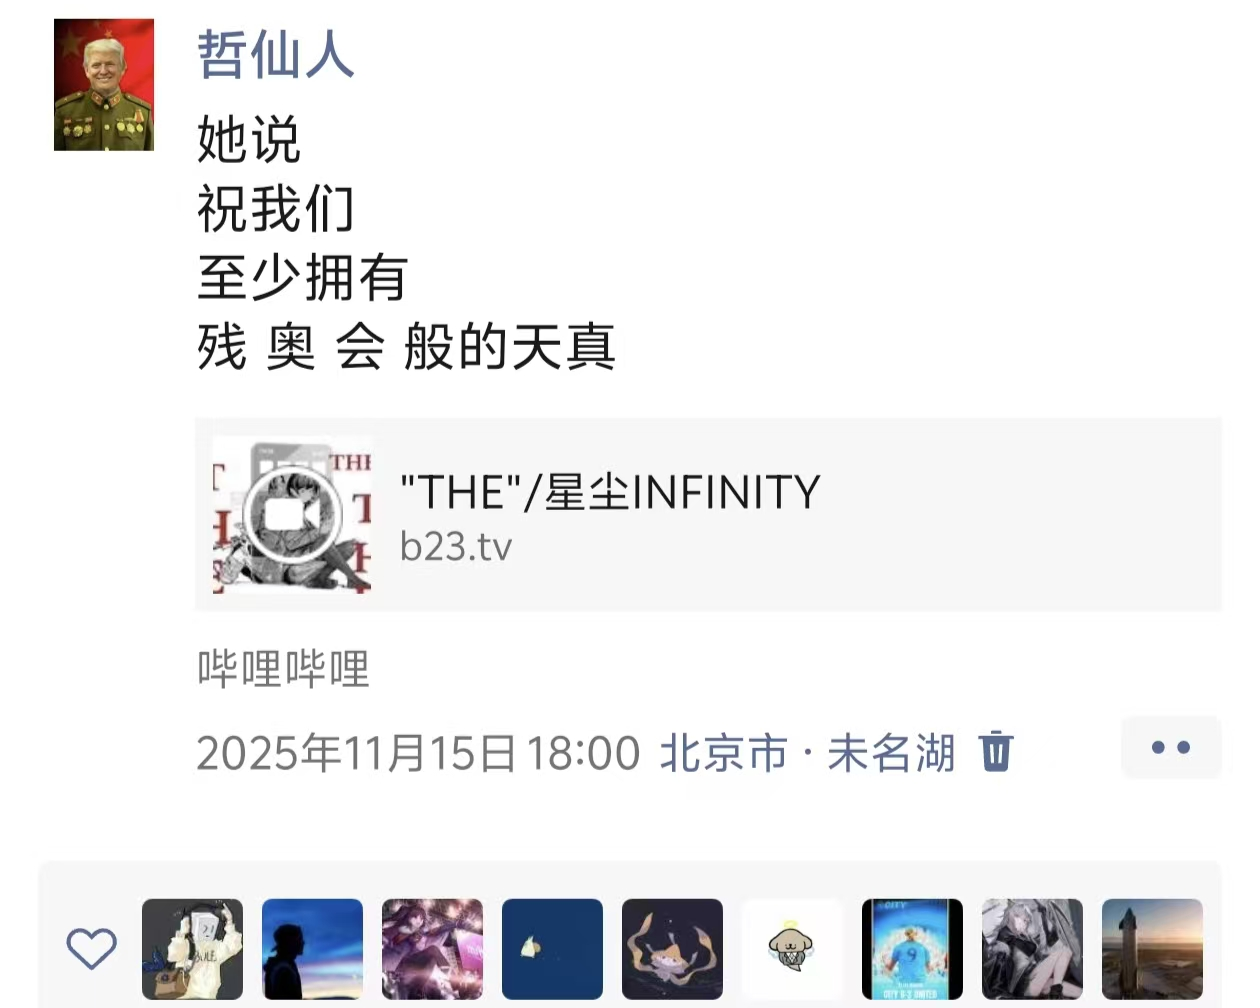 哲仙人
她说
祝我们
至少拥有
残 奥 会 般的天真
THE
"THE"/星尘INFINITY
b23.tv
哔哩哔哩
2025年11月15日 18:00 北京市 · 未名湖
CITY